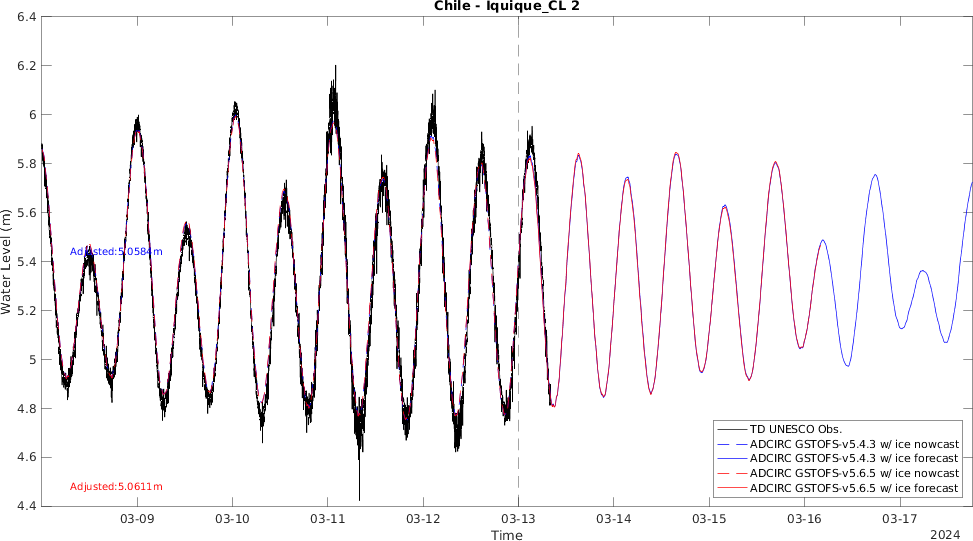 Chile - Iquique_CL 2
Water Level (m)
6.4
6.2
6
5.8
5.6
5.4
5.2
5
4.8
4.6
4.4
Adjusted:5.0584m
Adjusted:5.0611m
TD UNESCO Obs.
ADCIRC GSTOFS-v5.4.3 w/ ice nowcast
ADCIRC GSTOFS-v5.4.3 w/ ice forecast
ADCIRC GSTOFS-v5.6.5 w/ ice nowcast
ADCIRC GSTOFS-v5.6.5 w/ ice forecast
03-09 03-10 03-11 03-12 03-13 03-14 03-15 03-16 03-17
Time
2024